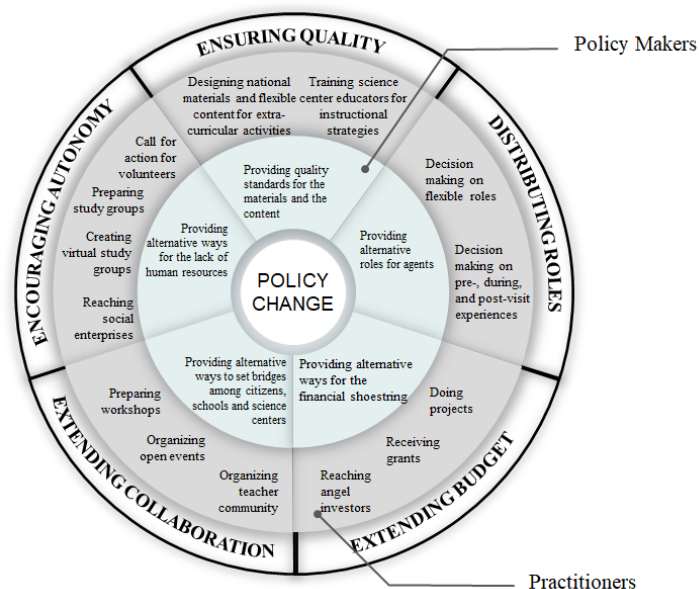 ENSURING QUALITY
Policy Makers
Designing national
materials and flexible
content for extra-
curricular activities
Training science
center educators for
instructional
strategies
DISTRIBUTING ROLES
Decision
making on
flexible roles
Decision
making on
pre-, during,
and post-visit
experiences
EXTENDING BUDGET
Doing
projects
Receiving
grants
Reaching
angel
investors
Practitioners
EXTENDING COLLABORATION
Preparing
workshops
Organizing
open events
Organizing
teacher
community
ENCOURAGING AUTONOMY
Call for
action for
volunteers
Preparing
study groups
Creating
virtual study
groups
Reaching
social
enterprises
Providing quality
standards for the
materials and the
content
Providing
alternative
roles for agents
Providing alternative
ways for the
financial shoestring
Providing alternative
ways to set bridges
among citizens,
schools and science
centers
Providing
alternative ways
for the lack of
human resources
POLICY
CHANGE